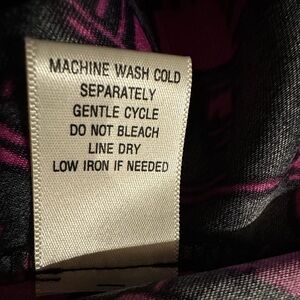 MACHINE WASH COLD
SEPARATELY
GENTLE CYCLE
DO NOT BLEACH
LINE DRY
LOW IRON IF NEEDED